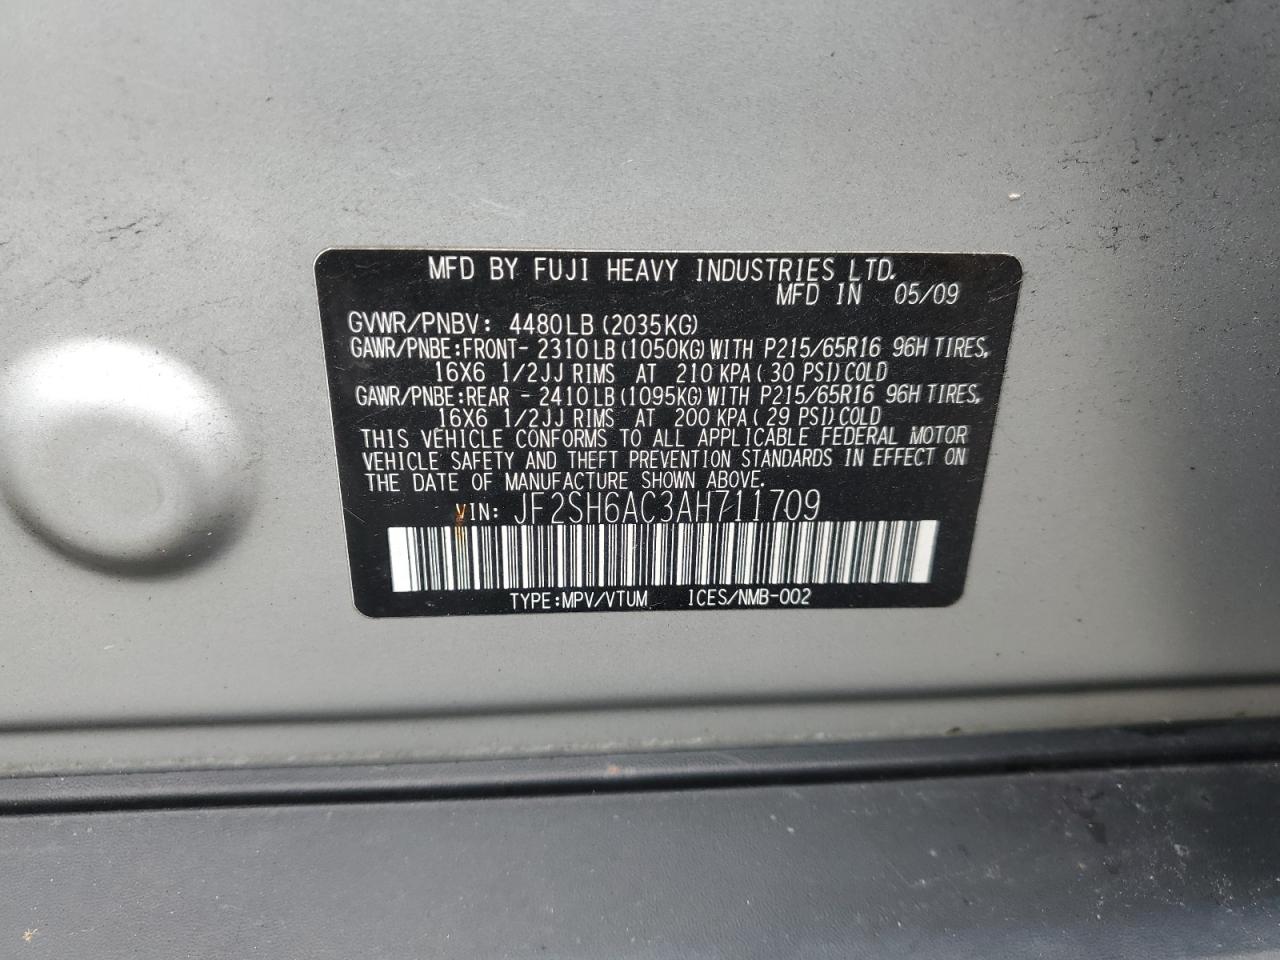 MFD BY FUJI HEAVY INDUSTRIES LTD.
MFD IN 05/09
GVWR/PNBV: 4480LB(2035KG)
GAWR/PNBE:FRONT- 2310LB(1050KG)WITH P215/65R16 96H TIRES,
16X6 1/2JJ RIMS AT 210 KPA( 30 PSI)COLD
GAWR/PNBE:REAR - 2410LB(1095KG)WITH P215/65R16 96H TIRES,
16X6 1/2JJ RIMS AT 200 KPA( 29 PSI)COLD
THIS VEHICLE CONFORMS TO ALL APPLICABLE FEDERAL MOTOR
VEHICLE SAFETY AND THEFT PREVENTION STANDARDS IN EFFECT ON
THE DATE OF MANUFACTURE SHOWN ABOVE.
VIN: JF2SH6AC3AH711709
TYPE:MPV/VTUM ICES/NMB-002